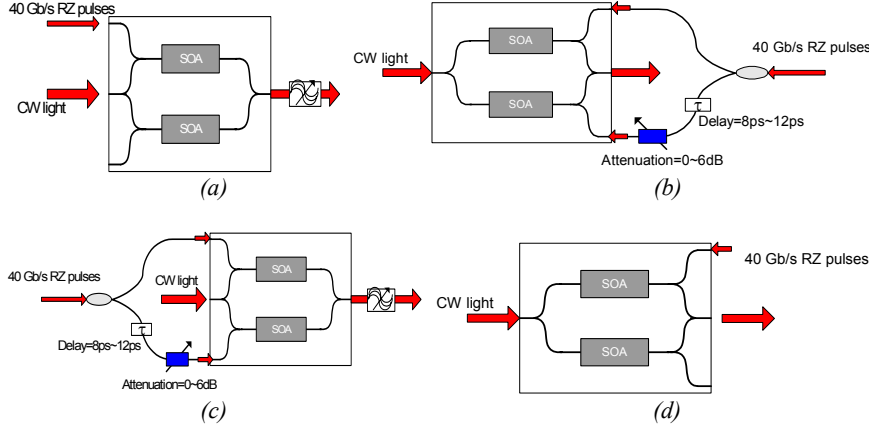 40 Gb/s RZ pulses
SOA
CW light
SOA
(a)
SOA
CW light
SOA
40 Gb/s RZ pulses
τ
Delay=8ps~12ps
Attenuation=0~6dB
(b)
40 Gb/s RZ pulses
CW light
SOA
SOA
τ
Delay=8ps~12ps
Attenuation=0~6dB
(c)
40 Gb/s RZ pulses
SOA
CW light
SOA
(d)